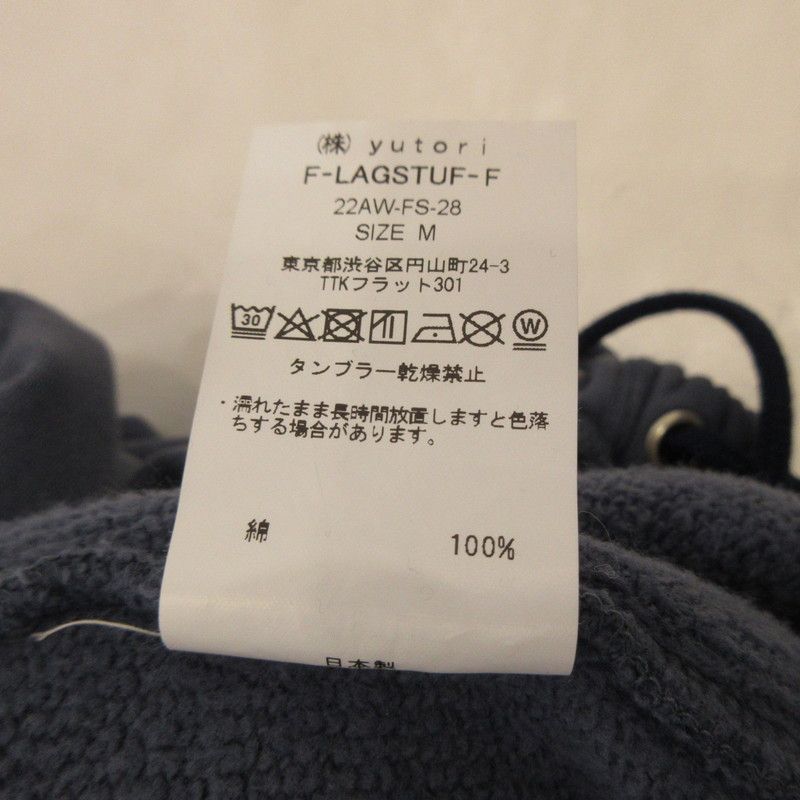 (株) yutori
F-LAGSTUF-F
22AW-FS-28
SIZE M
東京都渋谷区円山町24-3
TTKフラット301
30 W
タンブラー乾燥禁止
・濡れたまま長時間放置しますと色落
ちする場合があります。
綿 100%
日本製